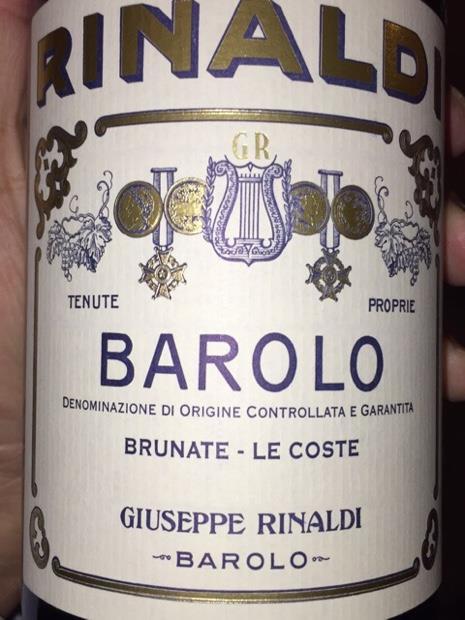 RINALDI
GR
TENUTE PROPRIE
BAROLO
DENOMINAZIONE DI ORIGINE CONTROLLATA E GARANTITA
BRUNATE - LE COSTE
GIUSEPPE RINALDI
BAROLO